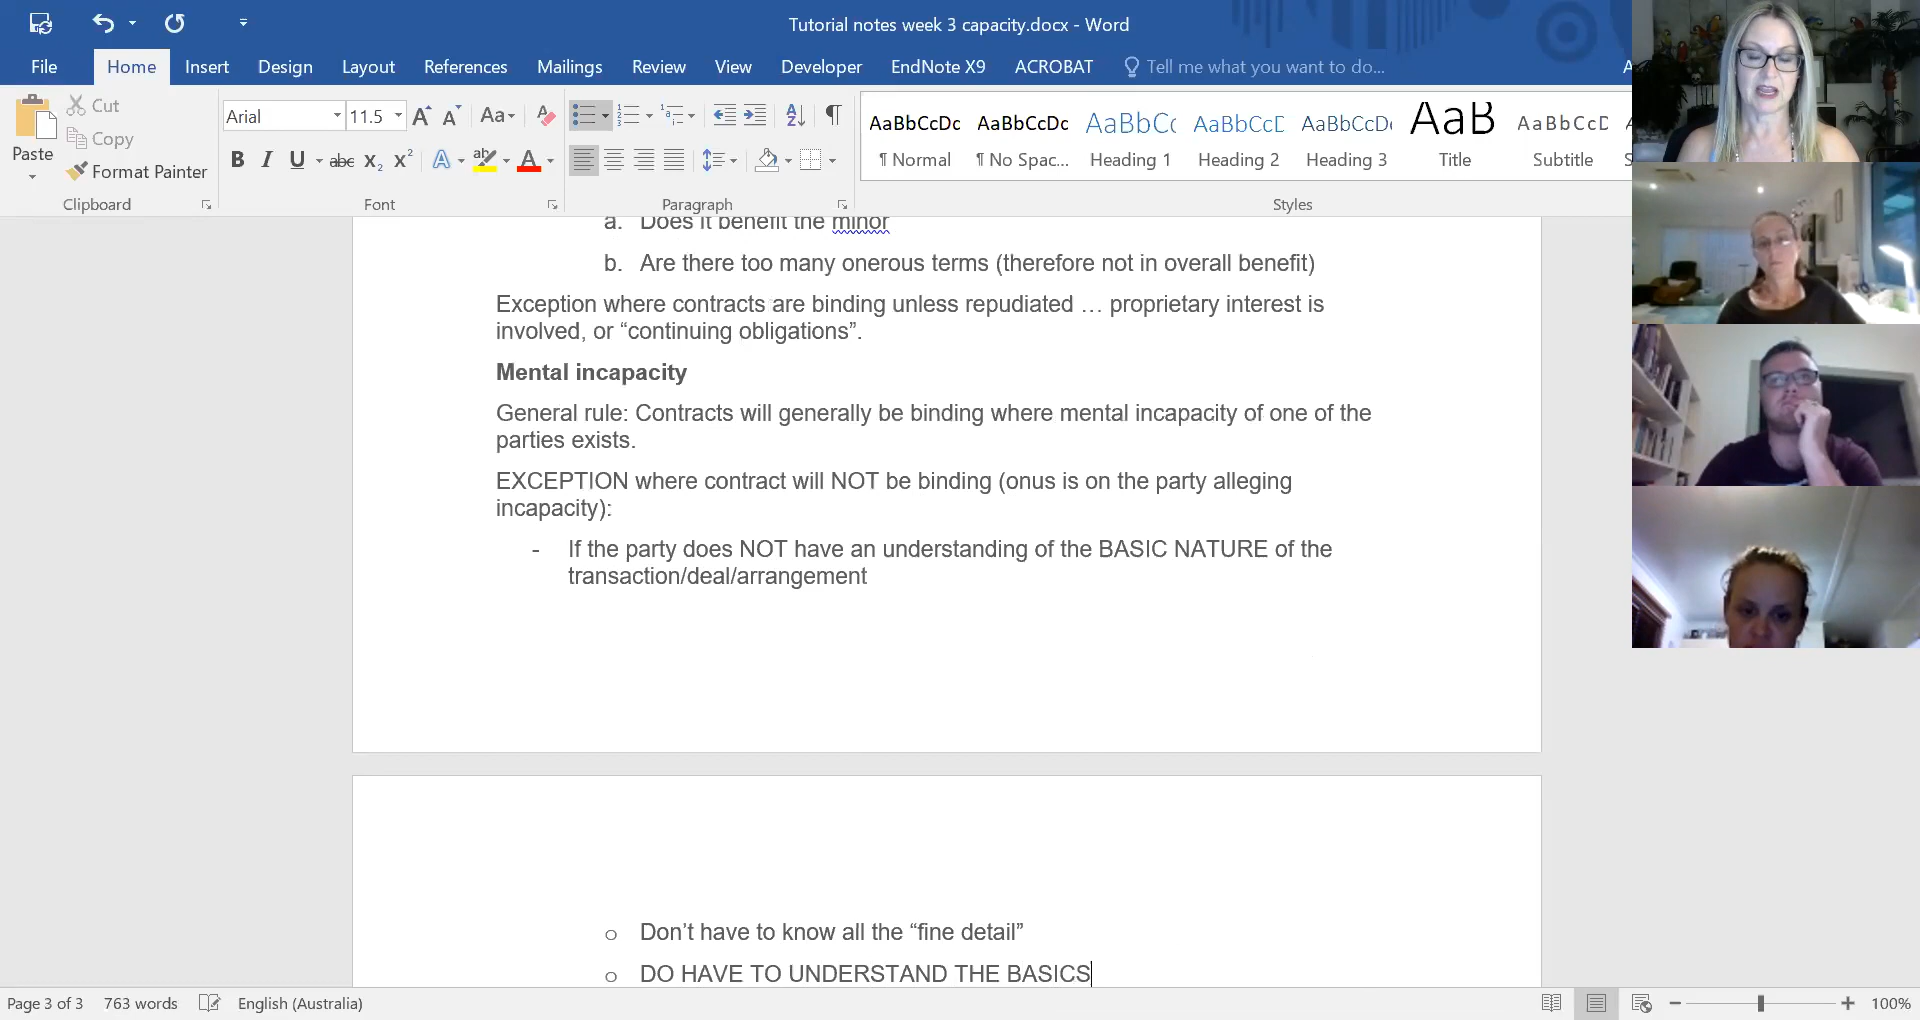 Tutorial notes week 3 capacity.docx - Word
File Home Insert Design Layout References Mailings Review View Developer EndNote X9 ACROBAT Tell me what you want to do...
Paste
Cut
Copy
Format Painter
Clipboard
Arial 11.5
Font
Paragraph
AaBbCcDc AaBbCcDc AaBbCc AaBbCcD AaBbCcDc AaB AaBbCcD
¶ Normal ¶ No Spac... Heading 1 Heading 2 Heading 3 Title Subtitle
Styles
a. Does it benefit the minor
b. Are there too many onerous terms (therefore not in overall benefit)
Exception where contracts are binding unless repudiated … proprietary interest is
involved, or “continuing obligations”.
Mental incapacity
General rule: Contracts will generally be binding where mental incapacity of one of the
parties exists.
EXCEPTION where contract will NOT be binding (onus is on the party alleging
incapacity):
- If the party does NOT have an understanding of the BASIC NATURE of the
transaction/deal/arrangement
o Don’t have to know all the “fine detail”
o DO HAVE TO UNDERSTAND THE BASICS
Page 3 of 3 763 words English (Australia) 100%